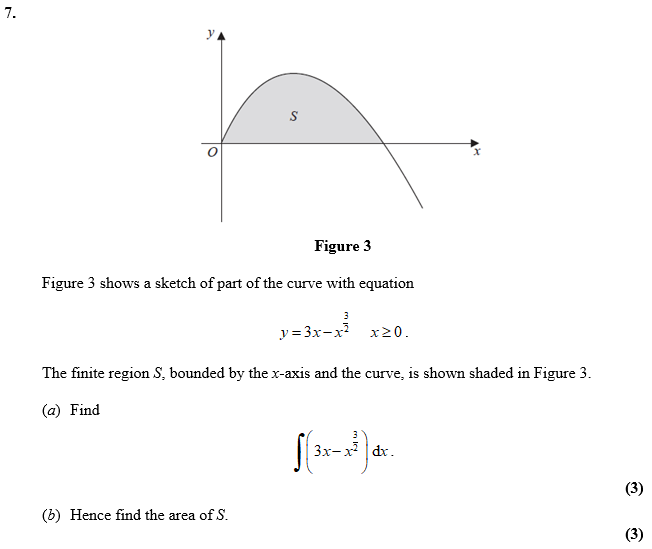 7.
y
S
O
x
Figure 3
Figure 3 shows a sketch of part of the curve with equation
y = 3x − x^(3/2)   x ≥ 0.
The finite region S, bounded by the x-axis and the curve, is shown shaded in Figure 3.
(a) Find
∫(3x − x^(3/2)) dx.
(3)
(b) Hence find the area of S.
(3)